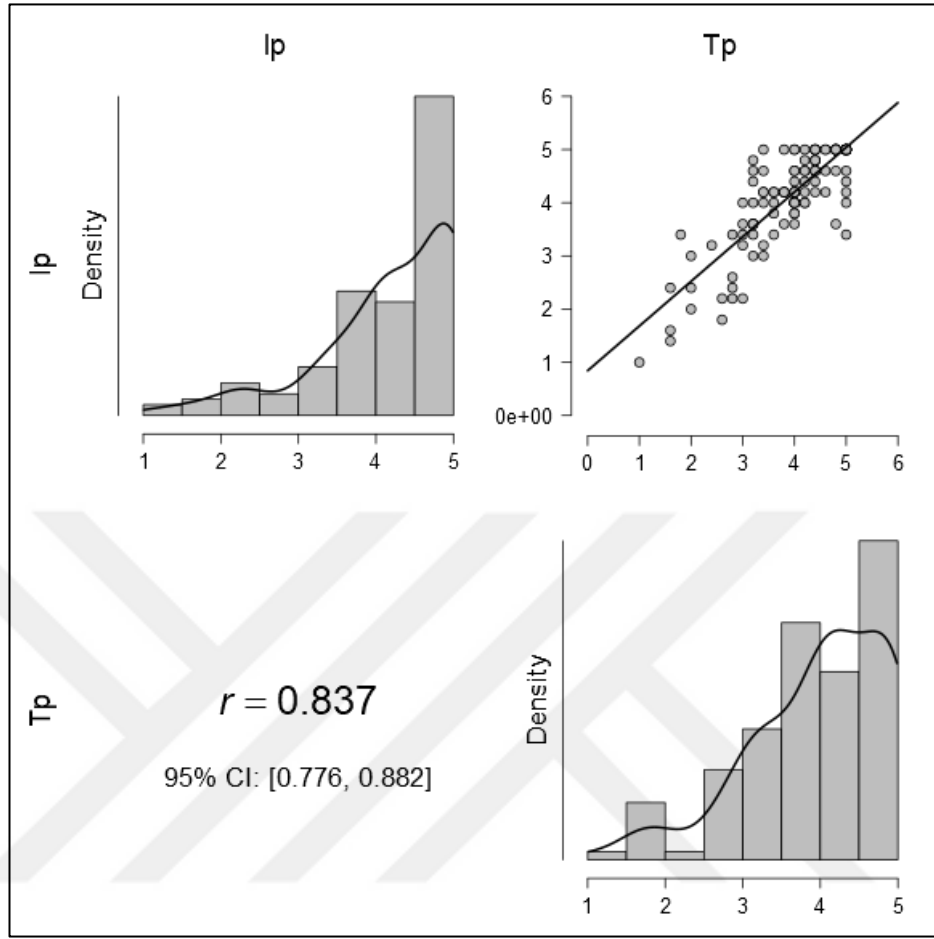 Ip
Tp
Ip
Density
1 2 3 4 5
6
5
4
3
2
1
0e+00
0 1 2 3 4 5 6
Tp
r = 0.837
95% CI: [0.776, 0.882]
Density
1 2 3 4 5